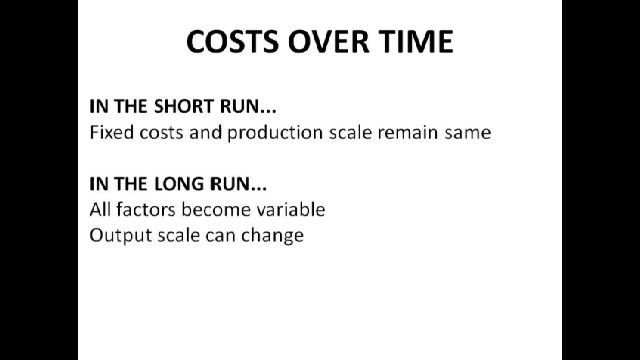 COSTS OVER TIME
IN THE SHORT RUN...
Fixed costs and production scale remain same
IN THE LONG RUN...
All factors become variable
Output scale can change